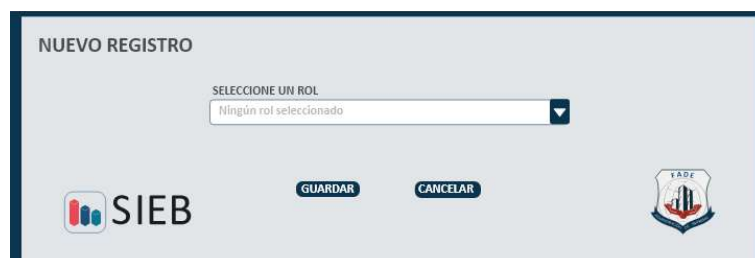 NUEVO REGISTRO
SELECCIONE UN ROL
Ningún rol seleccionado
GUARDAR
CANCELAR
SIEB
FADE